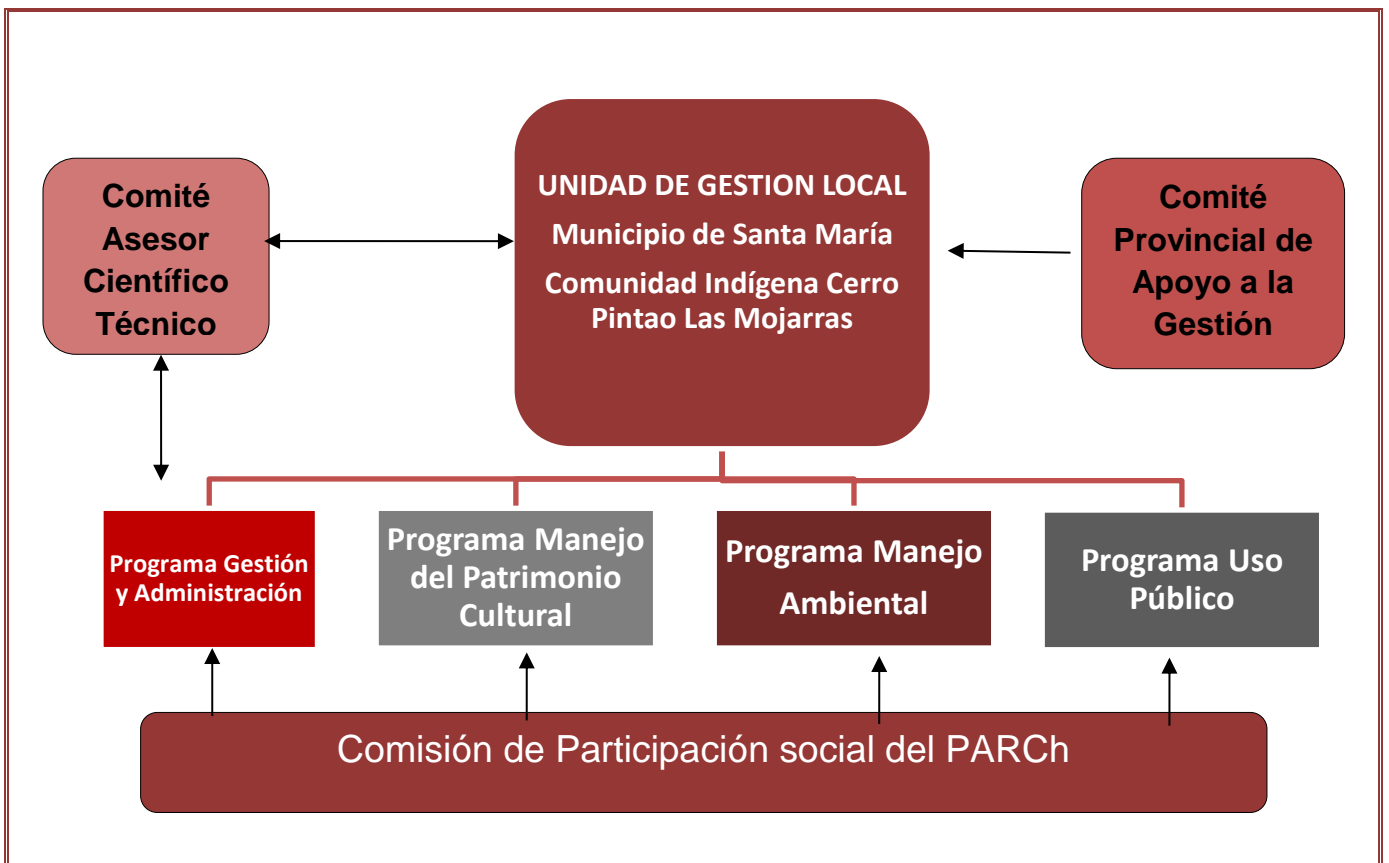 Comité
Asesor
Científico
Técnico
UNIDAD DE GESTION LOCAL
Municipio de Santa María
Comunidad Indígena Cerro
Pintao Las Mojarras
Comité
Provincial de
Apoyo a la
Gestión
Programa Gestión
y Administración
Programa Manejo
del Patrimonio
Cultural
Programa Manejo
Ambiental
Programa Uso
Público
Comisión de Participación social del PARCh